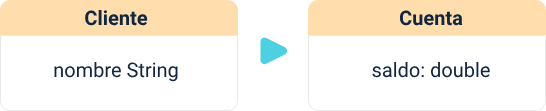 Cliente
nombre String
Cuenta
saldo: double